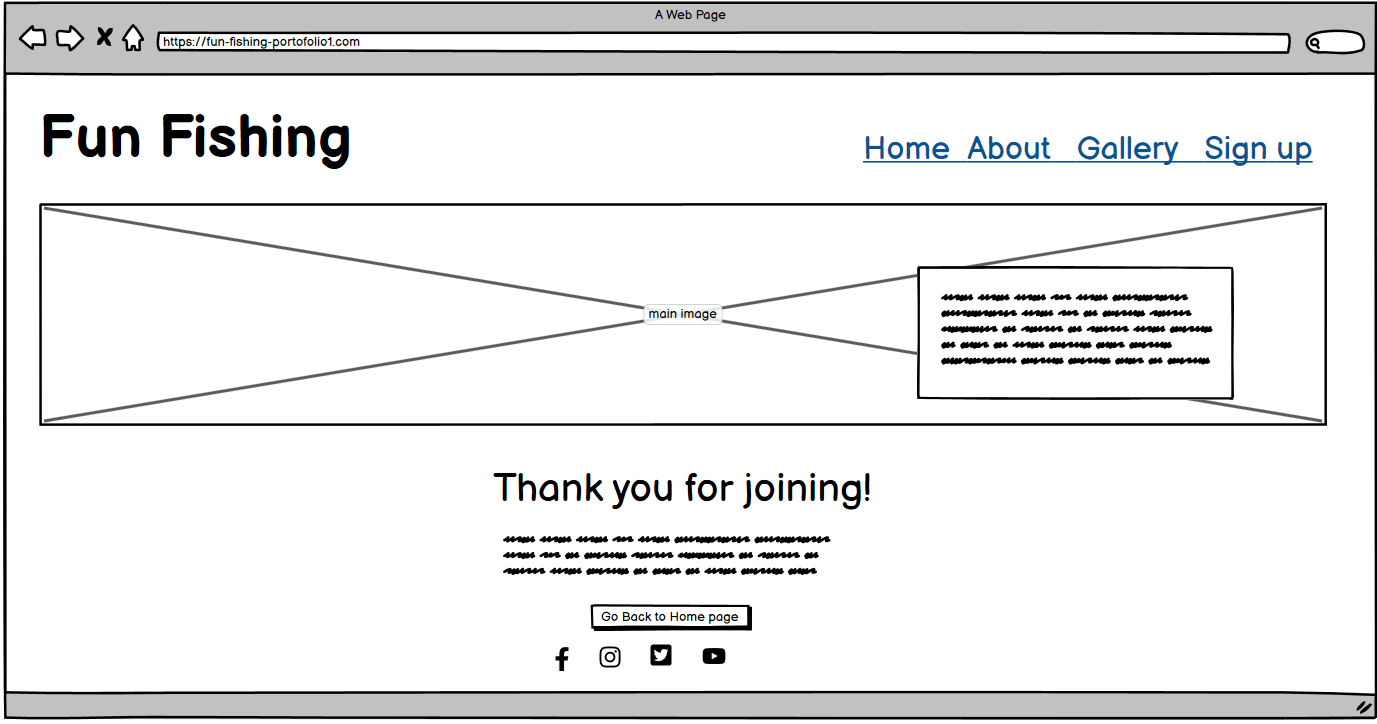 A Web Page
https://fun-fishing-portofolio1.com
Fun Fishing
Home About Gallery Sign up
main image
Thank you for joining!
Go Back to Home page